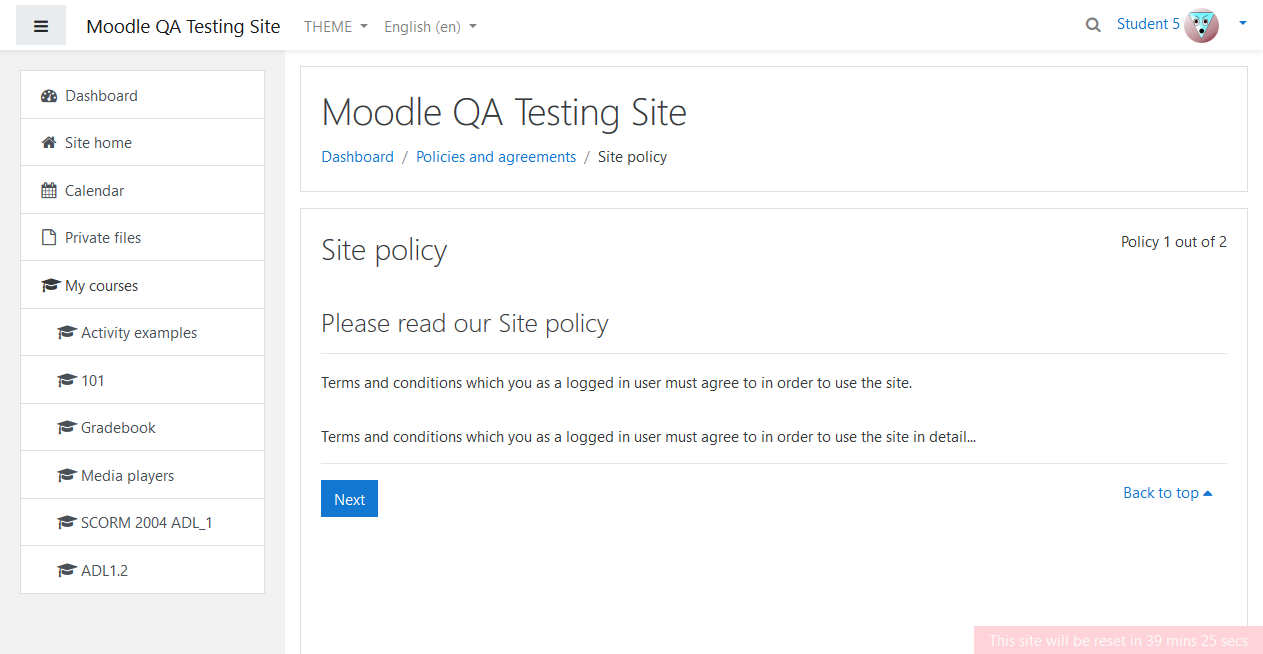 Moodle QA Testing Site THEME English (en) Student 5
Dashboard
Site home
Calendar
Private files
My courses
Activity examples
101
Gradebook
Media players
SCORM 2004 ADL_1
ADL1.2
Moodle QA Testing Site
Dashboard / Policies and agreements / Site policy
Site policy
Policy 1 out of 2
Please read our Site policy
Terms and conditions which you as a logged in user must agree to in order to use the site.
Terms and conditions which you as a logged in user must agree to in order to use the site in detail...
Next
Back to top
This site will be reset in 39 mins 25 secs